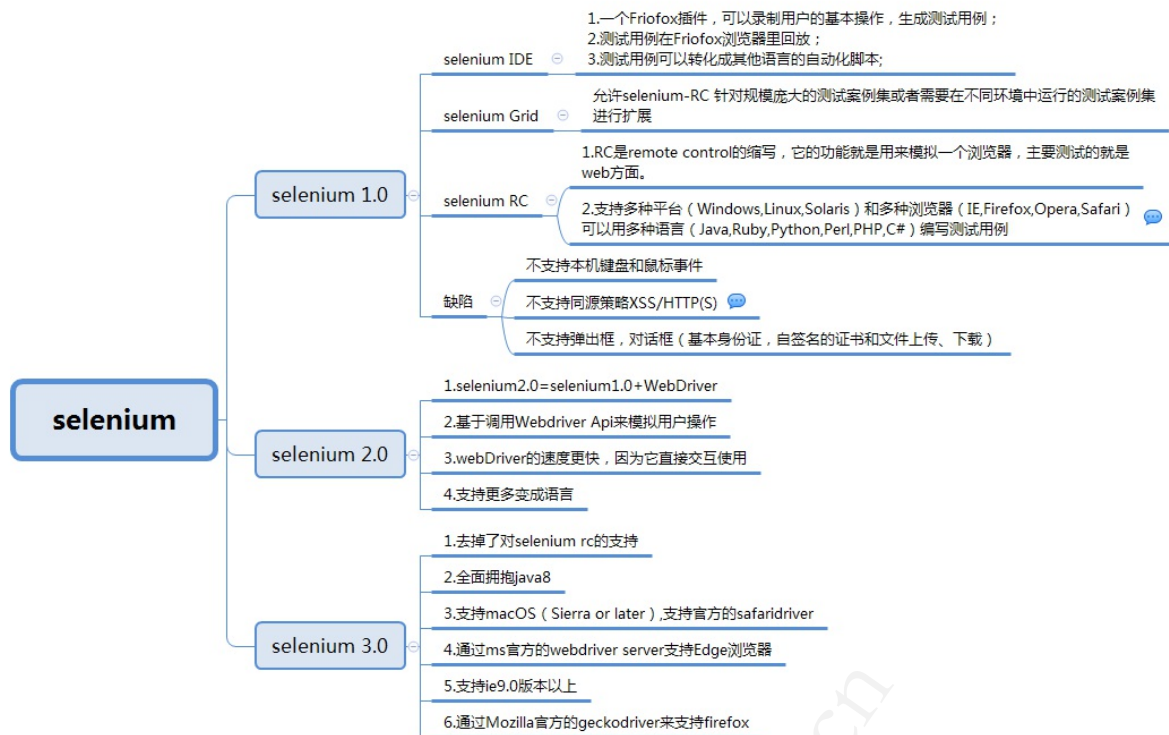 selenium
selenium 1.0
selenium IDE
1.一个Friofox插件，可以录制用户的基本操作，生成测试用例；
2.测试用例在Friofox浏览器里回放；
3.测试用例可以转化成其他语言的自动化脚本;
selenium Grid
允许selenium-RC 针对规模庞大的测试案例集或者需要在不同环境中运行的测试案例集
进行扩展
selenium RC
1.RC是remote control的缩写，它的功能就是用来模拟一个浏览器，主要测试的就是
web方面。
2.支持多种平台（Windows,Linux,Solaris）和多种浏览器（IE,Firefox,Opera,Safari）
可以用多种语言（Java,Ruby,Python,Perl,PHP,C#）编写测试用例
缺陷
不支持本机键盘和鼠标事件
不支持同源策略XSS/HTTP(S)
不支持弹出框，对话框（基本身份证，自签名的证书和文件上传、下载）
selenium 2.0
1.selenium2.0=selenium1.0+WebDriver
2.基于调用Webdriver Api来模拟用户操作
3.webDriver的速度更快，因为它直接交互使用
4.支持更多变成语言
selenium 3.0
1.去掉了对selenium rc的支持
2.全面拥抱java8
3.支持macOS（Sierra or later）,支持官方的safaridriver
4.通过ms官方的webdriver server支持Edge浏览器
5.支持ie9.0版本以上
6.通过Mozilla官方的geckodriver来支持firefox
cn